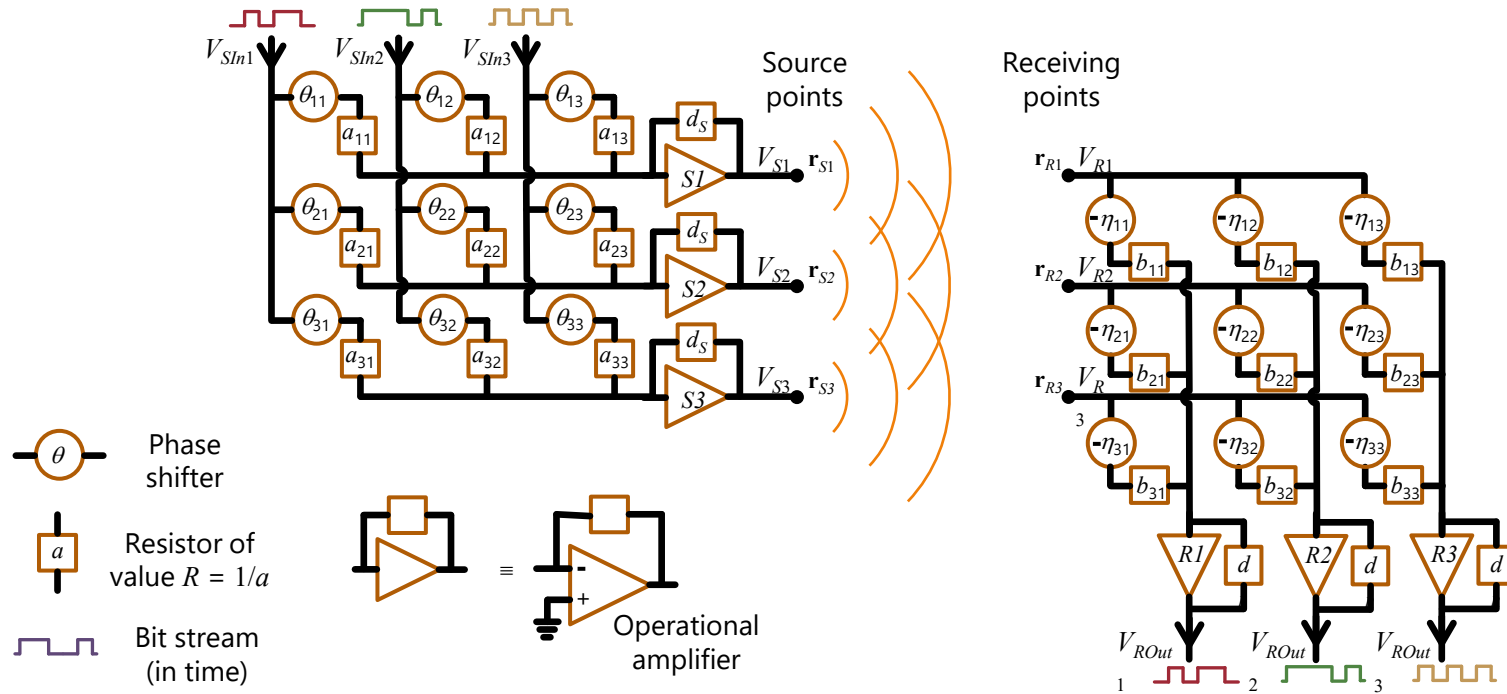 V_SIn1 V_SIn2 V_SIn3
θ11 θ12 θ13
a11 a12 a13 d_S
S1 V_S1 r_S1
θ21 θ22 θ23
a21 a22 a23 d_S
S2 V_S2 r_S2
θ31 θ32 θ33
a31 a32 a33 d_S
S3 V_S3 r_S3
Source
points
Receiving
points
r_R1 V_R1
-η11 -η12 -η13
b11 b12 b13
r_R2 V_R2
-η21 -η22 -η23
b21 b22 b23
r_R3 V_R
3
-η31 -η32 -η33
b31 b32 b33
R1 d R2 d R3 d
V_ROut V_ROut V_ROut
1 2 3
θ Phase
shifter
a Resistor of
value R = 1/a
Bit stream
(in time)
≡
-
+
Operational
amplifier